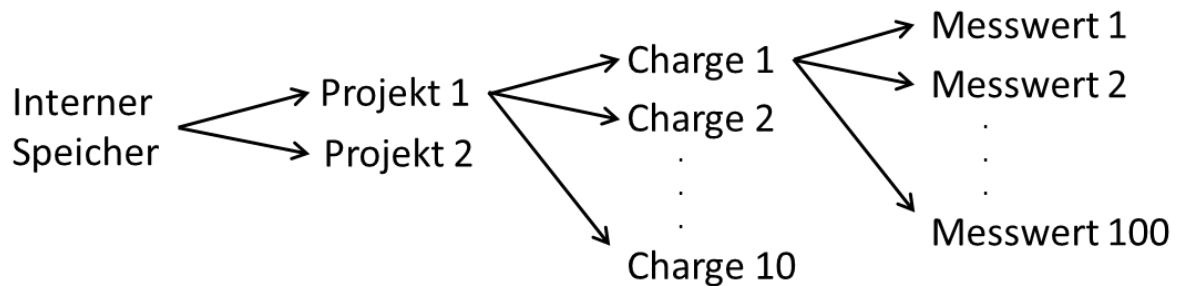 Interner
Speicher
Projekt 1
Projekt 2
Charge 1
Charge 2
.
.
.
Charge 10
Messwert 1
Messwert 2
.
.
.
Messwert 100